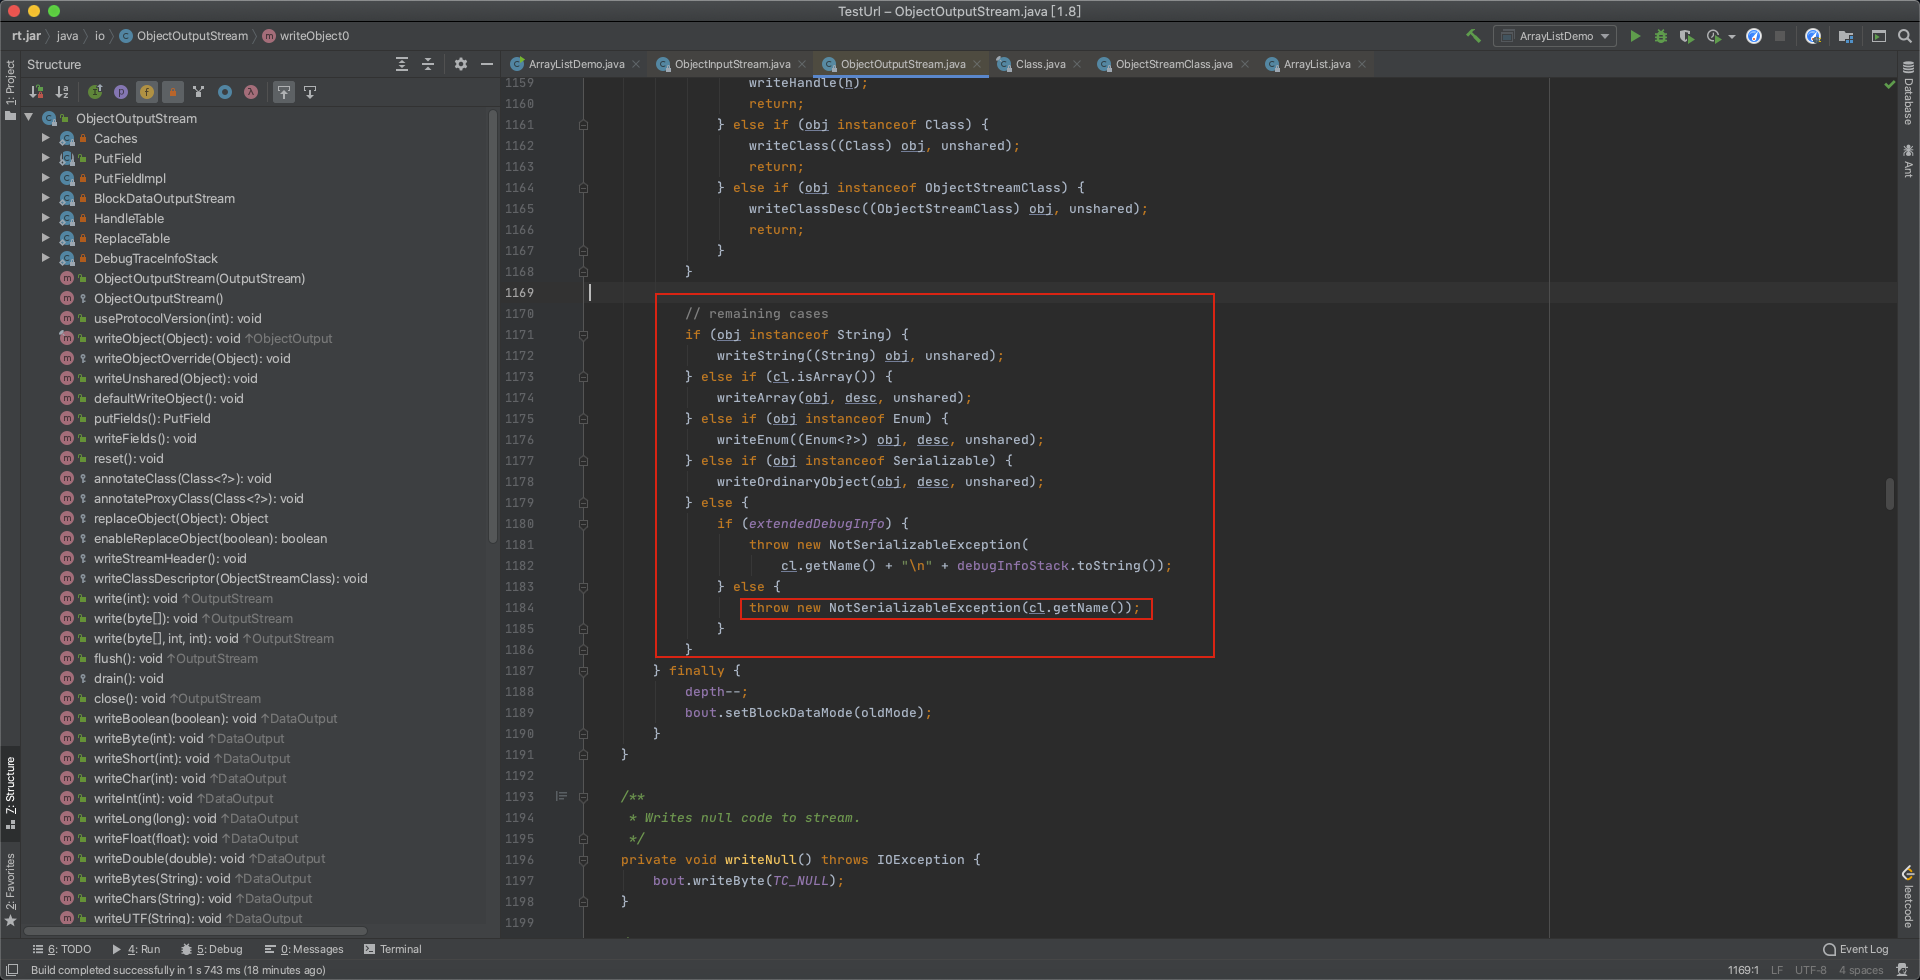 TestUrl – ObjectOutputStream.java [1.8]
rt.jar java io ObjectOutputStream writeObject0
ArrayListDemo
Structure
ArrayListDemo.java ObjectInputStream.java ObjectOutputStream.java Class.java ObjectStreamClass.java ArrayList.java
1: Project
ObjectOutputStream
Caches
PutField
PutFieldImpl
BlockDataOutputStream
HandleTable
ReplaceTable
DebugTraceInfoStack
ObjectOutputStream(OutputStream)
ObjectOutputStream()
useProtocolVersion(int): void
writeObject(Object): void ↑ObjectOutput
writeObjectOverride(Object): void
writeUnshared(Object): void
defaultWriteObject(): void
putFields(): PutField
writeFields(): void
reset(): void
annotateClass(Class<?>): void
annotateProxyClass(Class<?>): void
replaceObject(Object): Object
enableReplaceObject(boolean): boolean
writeStreamHeader(): void
writeClassDescriptor(ObjectStreamClass): void
write(int): void ↑OutputStream
write(byte[]): void ↑OutputStream
write(byte[], int, int): void ↑OutputStream
flush(): void ↑OutputStream
drain(): void
close(): void ↑OutputStream
writeBoolean(boolean): void ↑DataOutput
writeByte(int): void ↑DataOutput
writeShort(int): void ↑DataOutput
writeChar(int): void ↑DataOutput
writeInt(int): void ↑DataOutput
writeLong(long): void ↑DataOutput
writeFloat(float): void ↑DataOutput
writeDouble(double): void ↑DataOutput
writeBytes(String): void ↑DataOutput
writeChars(String): void ↑DataOutput
writeUTF(String): void ↑DataOutput
Z: Structure
2: Favorites
1159 writeHandle(h);
1160 return;
1161 } else if (obj instanceof Class) {
1162 writeClass((Class) obj, unshared);
1163 return;
1164 } else if (obj instanceof ObjectStreamClass) {
1165 writeClassDesc((ObjectStreamClass) obj, unshared);
1166 return;
1167 }
1168 }
1169
1170 // remaining cases
1171 if (obj instanceof String) {
1172 writeString((String) obj, unshared);
1173 } else if (cl.isArray()) {
1174 writeArray(obj, desc, unshared);
1175 } else if (obj instanceof Enum) {
1176 writeEnum((Enum<?>) obj, desc, unshared);
1177 } else if (obj instanceof Serializable) {
1178 writeOrdinaryObject(obj, desc, unshared);
1179 } else {
1180 if (extendedDebugInfo) {
1181 throw new NotSerializableException(
1182 cl.getName() + "\n" + debugInfoStack.toString());
1183 } else {
1184 throw new NotSerializableException(cl.getName());
1185 }
1186 }
1187 } finally {
1188 depth--;
1189 bout.setBlockDataMode(oldMode);
1190 }
1191 }
1192
1193 /**
1194 * Writes null code to stream.
1195 */
1196 private void writeNull() throws IOException {
1197 bout.writeByte(TC_NULL);
1198 }
1199
Database
Ant
leetcode
6: TODO 4: Run 5: Debug 0: Messages Terminal Event Log
Build completed successfully in 1 s 743 ms (18 minutes ago) 1169:1 LF UTF-8 4 spaces